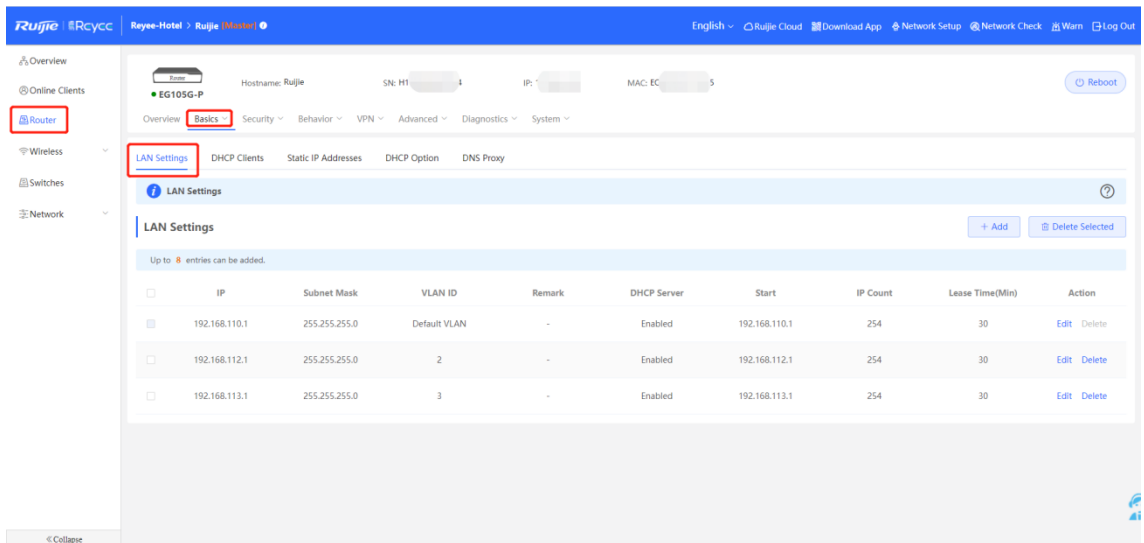 Ruijie | Rcycc Reyee-Hotel > Ruijie (Master) English Ruijie Cloud Download App Network Setup Network Check Warn Log Out
Overview
Online Clients
Router
Wireless
Switches
Network
Router
EG105G-P
Hostname: Ruijie SN: H1 4 IP: MAC: EC 5 Reboot
Overview Basics Security Behavior VPN Advanced Diagnostics System
LAN Settings DHCP Clients Static IP Addresses DHCP Option DNS Proxy
i LAN Settings ?
LAN Settings + Add Delete Selected
Up to 8 entries can be added.
IP Subnet Mask VLAN ID Remark DHCP Server Start IP Count Lease Time(Min) Action
192.168.110.1 255.255.255.0 Default VLAN - Enabled 192.168.110.1 254 30 Edit Delete
192.168.112.1 255.255.255.0 2 - Enabled 192.168.112.1 254 30 Edit Delete
192.168.113.1 255.255.255.0 3 - Enabled 192.168.113.1 254 30 Edit Delete
« Collapse